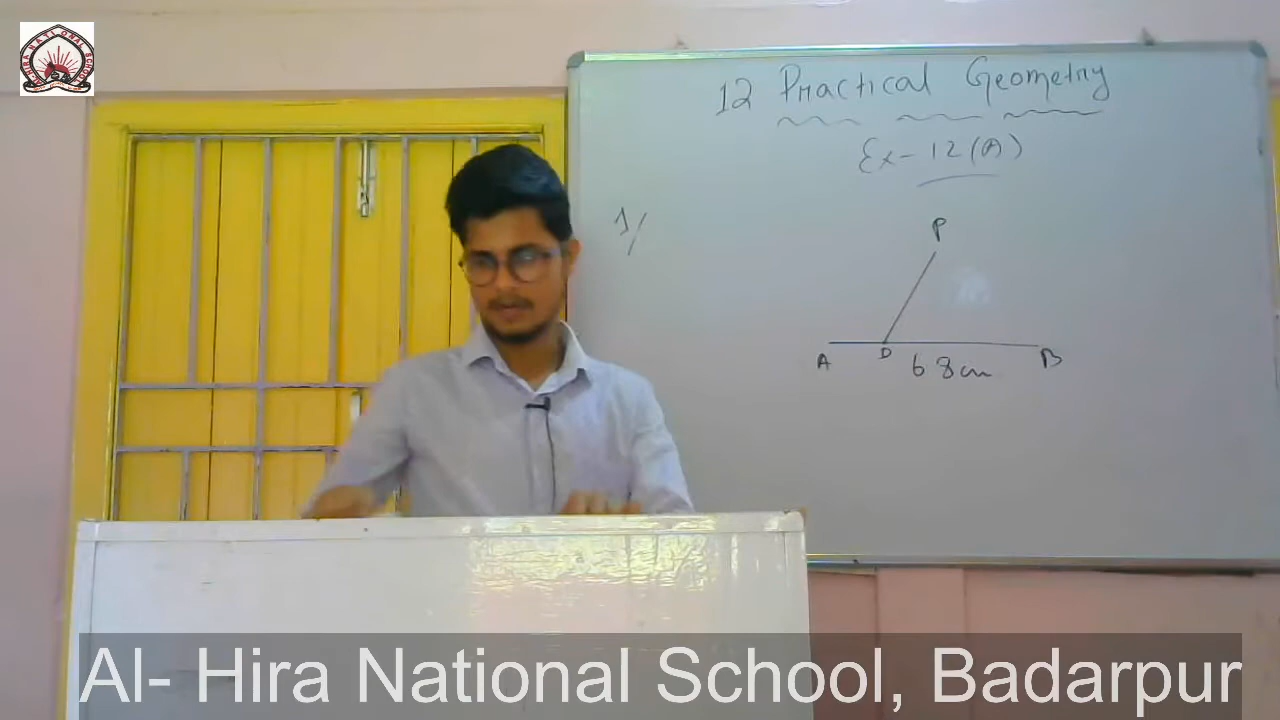 12 Practical Geometry
Ex-12(A)
1/
P
A D B
6 8cm
Al- Hira National School, Badarpur